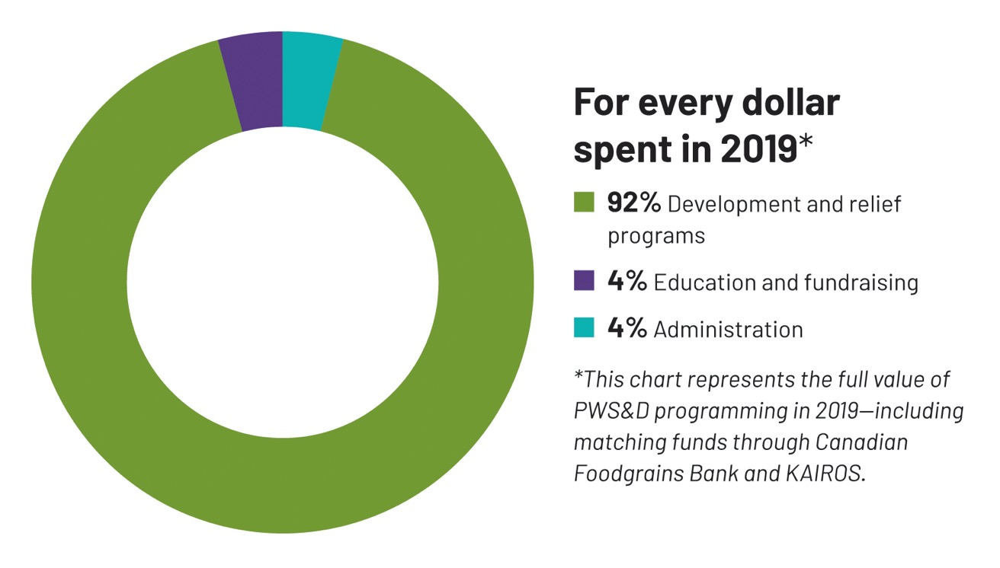 For every dollar
spent in 2019*
92% Development and relief
programs
4% Education and fundraising
4% Administration
*This chart represents the full value of
PWS&D programming in 2019—including
matching funds through Canadian
Foodgrains Bank and KAIROS.